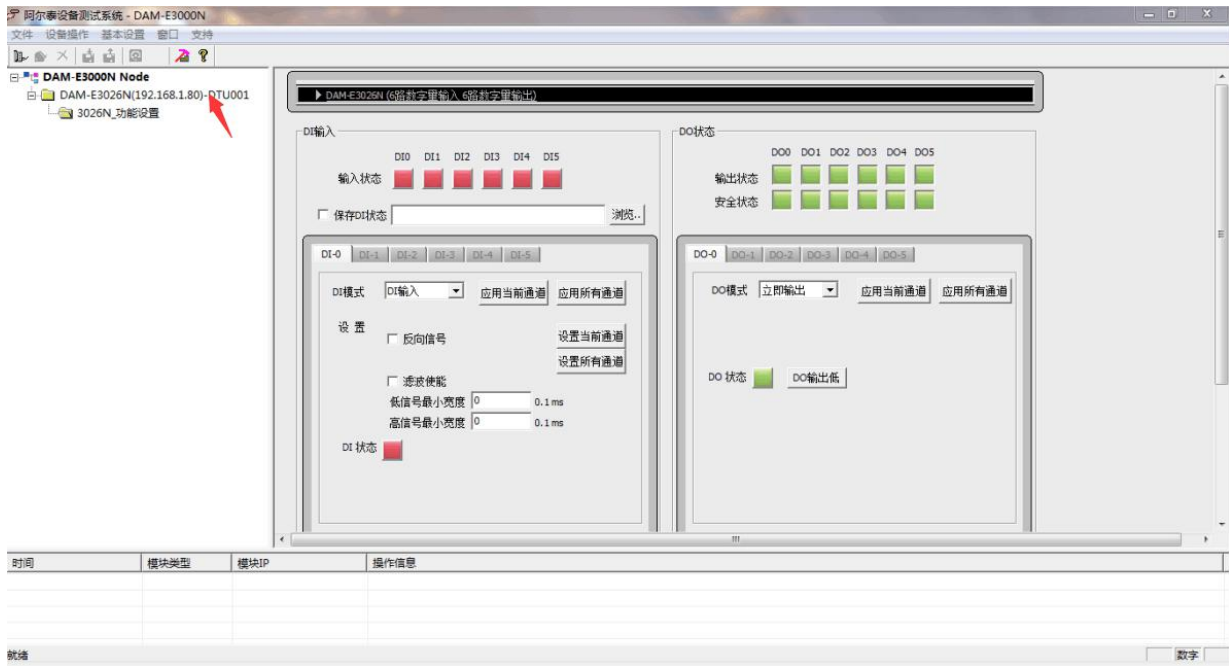 阿尔泰设备测试系统 - DAM-E3000N
文件 设备操作 基本设置 窗口 支持
DAM-E3000N Node
DAM-E3026N(192.168.1.80)-DTU001
3026N_功能设置
DAM-E3026N (6路数字量输入 6路数字量输出)
DI输入
DI0 DI1 DI2 DI3 DI4 DI5
输入状态
保存DI状态 浏览..
DI-0 DI-1 DI-2 DI-3 DI-4 DI-5
DI模式 DI输入 应用当前通道 应用所有通道
设 置
反向信号 设置当前通道
设置所有通道
滤波使能
低信号最小宽度 0 0.1ms
高信号最小宽度 0 0.1ms
DI 状态
DO状态
DO0 DO1 DO2 DO3 DO4 DO5
输出状态
安全状态
DO-0 DO-1 DO-2 DO-3 DO-4 DO-5
DO模式 立即输出 应用当前通道 应用所有通道
DO 状态 DO输出低
时间 模块类型 模块IP 操作信息
就绪 数字